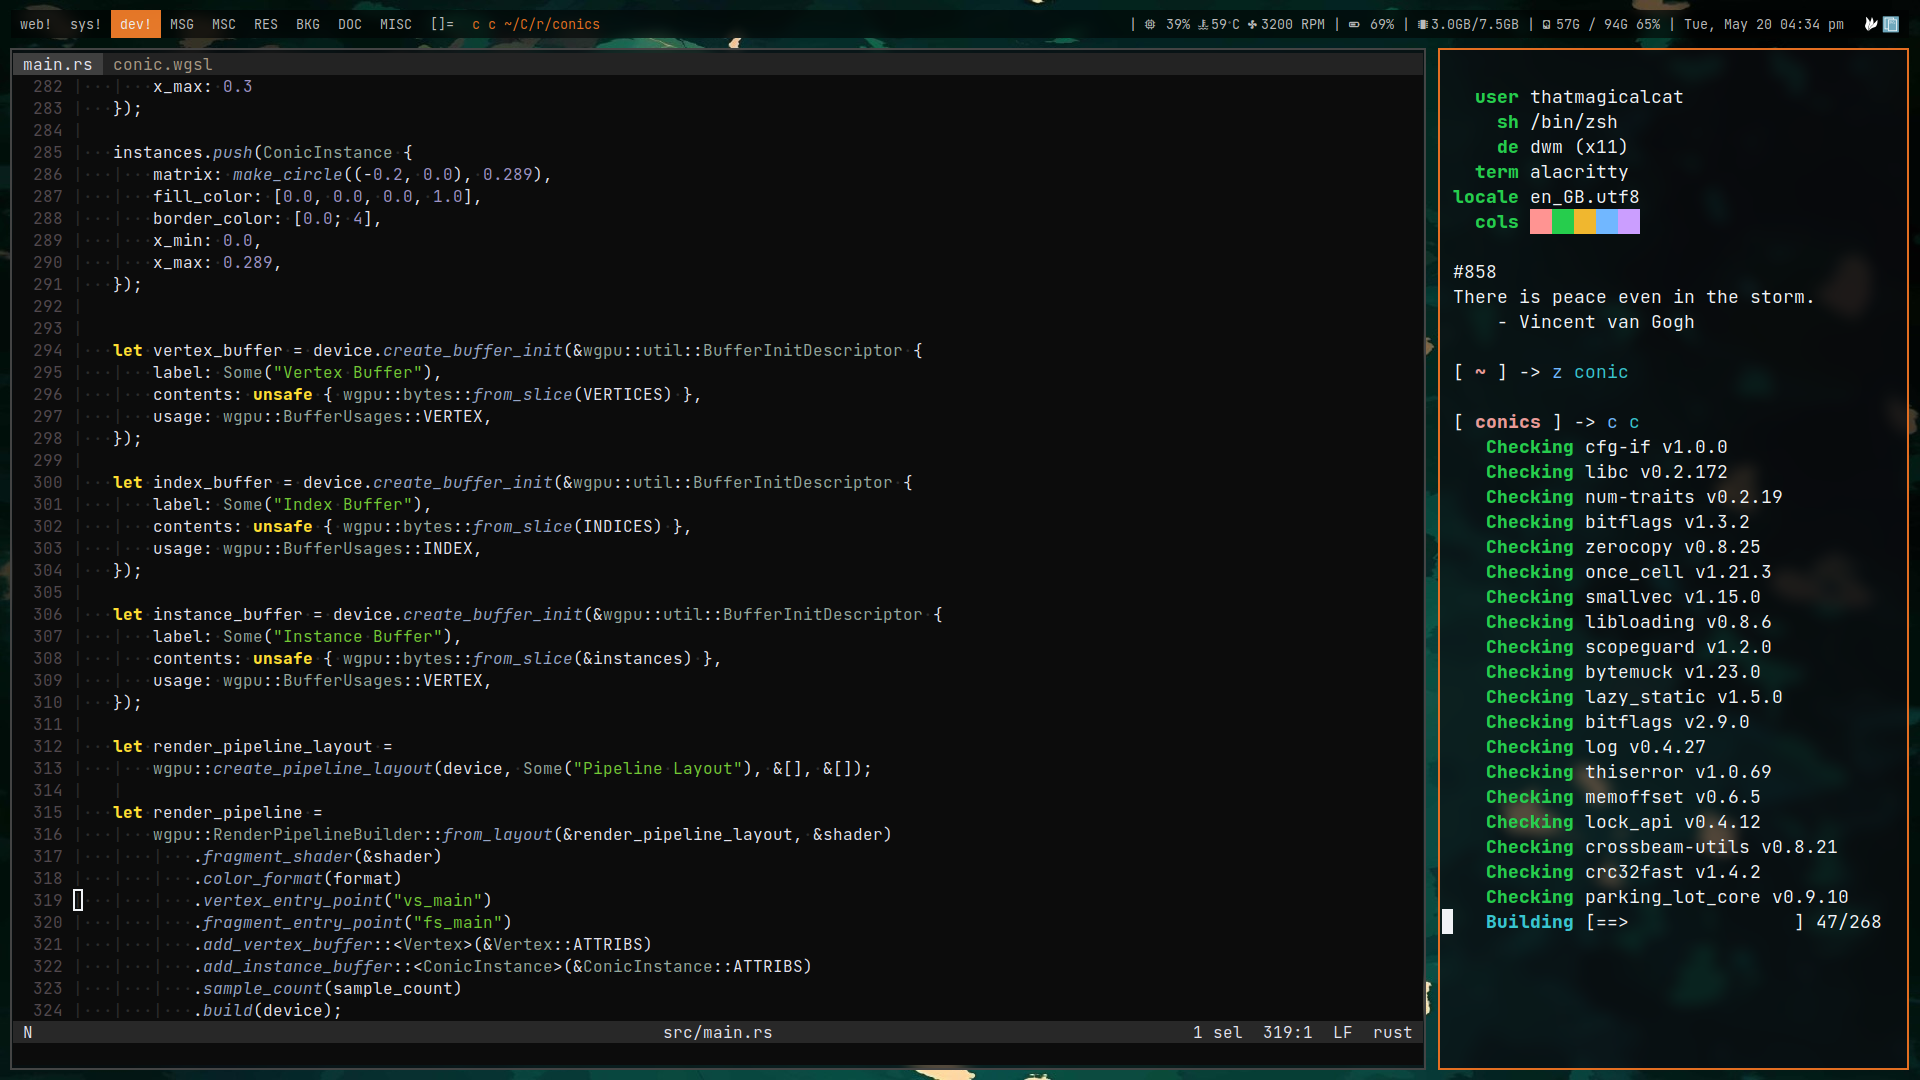 web! sys! dev! MSG MSC RES BKG DOC MISC []= c c ~/C/r/conics | 39% 59°C 3200 RPM | 69% | 3.0GB/7.5GB | 57G / 94G 65% | Tue, May 20 04:34 pm
main.rs conic.wgsl
282 x_max: 0.3
283 });
284
285 instances.push(ConicInstance {
286 matrix: make_circle((-0.2, 0.0), 0.289),
287 fill_color: [0.0, 0.0, 0.0, 1.0],
288 border_color: [0.0; 4],
289 x_min: 0.0,
290 x_max: 0.289,
291 });
292
293
294 let vertex_buffer = device.create_buffer_init(&wgpu::util::BufferInitDescriptor {
295 label: Some("Vertex Buffer"),
296 contents: unsafe { wgpu::bytes::from_slice(VERTICES) },
297 usage: wgpu::BufferUsages::VERTEX,
298 });
299
300 let index_buffer = device.create_buffer_init(&wgpu::util::BufferInitDescriptor {
301 label: Some("Index Buffer"),
302 contents: unsafe { wgpu::bytes::from_slice(INDICES) },
303 usage: wgpu::BufferUsages::INDEX,
304 });
305
306 let instance_buffer = device.create_buffer_init(&wgpu::util::BufferInitDescriptor {
307 label: Some("Instance Buffer"),
308 contents: unsafe { wgpu::bytes::from_slice(&instances) },
309 usage: wgpu::BufferUsages::VERTEX,
310 });
311
312 let render_pipeline_layout =
313 wgpu::create_pipeline_layout(device, Some("Pipeline Layout"), &[], &[]);
314
315 let render_pipeline =
316 wgpu::RenderPipelineBuilder::from_layout(&render_pipeline_layout, &shader)
317 .fragment_shader(&shader)
318 .color_format(format)
319 .vertex_entry_point("vs_main")
320 .fragment_entry_point("fs_main")
321 .add_vertex_buffer::<Vertex>(&Vertex::ATTRIBS)
322 .add_instance_buffer::<ConicInstance>(&ConicInstance::ATTRIBS)
323 .sample_count(sample_count)
324 .build(device);
N src/main.rs 1 sel 319:1 LF rust
user thatmagicalcat
sh /bin/zsh
de dwm (x11)
term alacritty
locale en_GB.utf8
cols
#858
There is peace even in the storm.
- Vincent van Gogh
[ ~ ] -> z conic
[ conics ] -> c c
Checking cfg-if v1.0.0
Checking libc v0.2.172
Checking num-traits v0.2.19
Checking bitflags v1.3.2
Checking zerocopy v0.8.25
Checking once_cell v1.21.3
Checking smallvec v1.15.0
Checking libloading v0.8.6
Checking scopeguard v1.2.0
Checking bytemuck v1.23.0
Checking lazy_static v1.5.0
Checking bitflags v2.9.0
Checking log v0.4.27
Checking thiserror v1.0.69
Checking memoffset v0.6.5
Checking lock_api v0.4.12
Checking crossbeam-utils v0.8.21
Checking crc32fast v1.4.2
Checking parking_lot_core v0.9.10
Building [==> ] 47/268